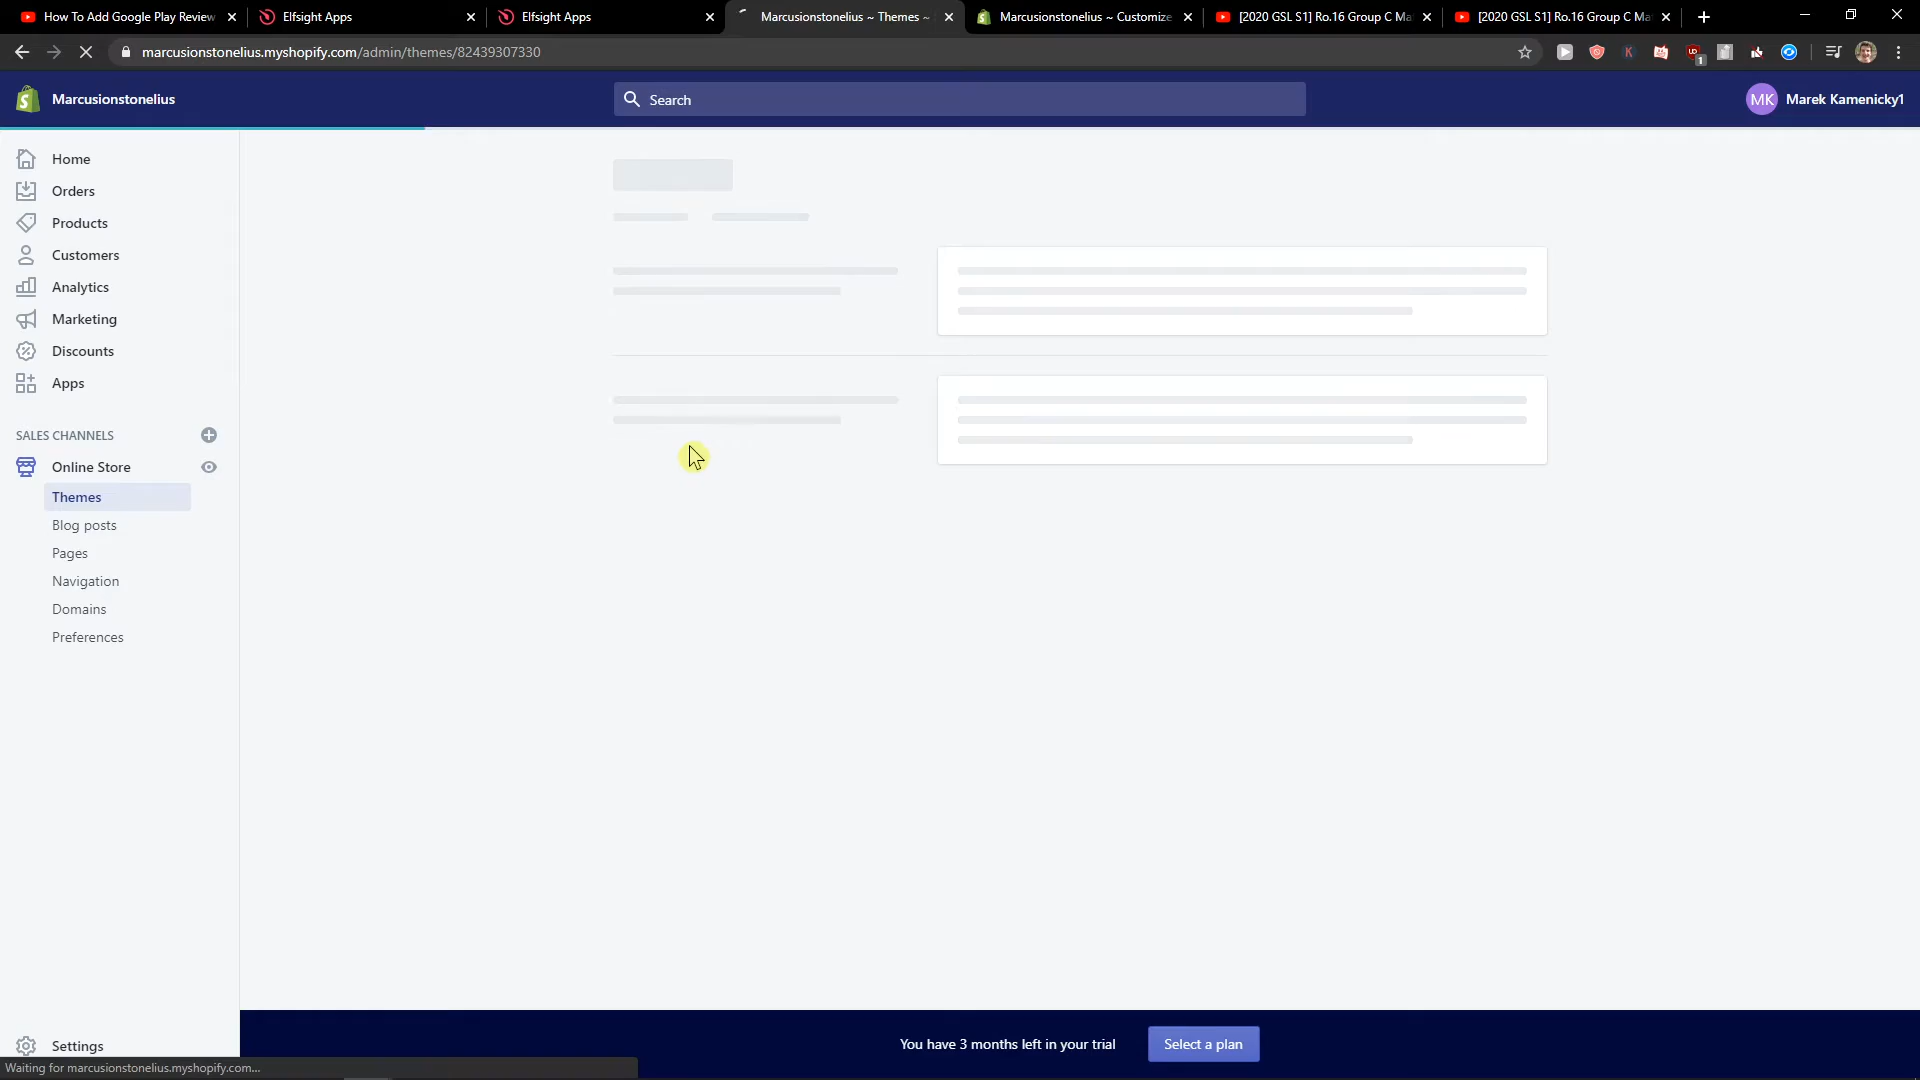 How To Add Google Play Review
Elfsight Apps
Elfsight Apps
Marcusionstonelius ~ Themes ~
Marcusionstonelius ~ Customize
[2020 GSL S1] Ro.16 Group C Ma
[2020 GSL S1] Ro.16 Group C Ma
marcusionstonelius.myshopify.com/admin/themes/82439307330
1
Marcusionstonelius
Search
MK Marek Kamenicky1
Home
Orders
Products
Customers
Analytics
Marketing
Discounts
Apps
SALES CHANNELS
Online Store
Themes
Blog posts
Pages
Navigation
Domains
Preferences
Settings
You have 3 months left in your trial
Select a plan
Waiting for marcusionstonelius.myshopify.com...